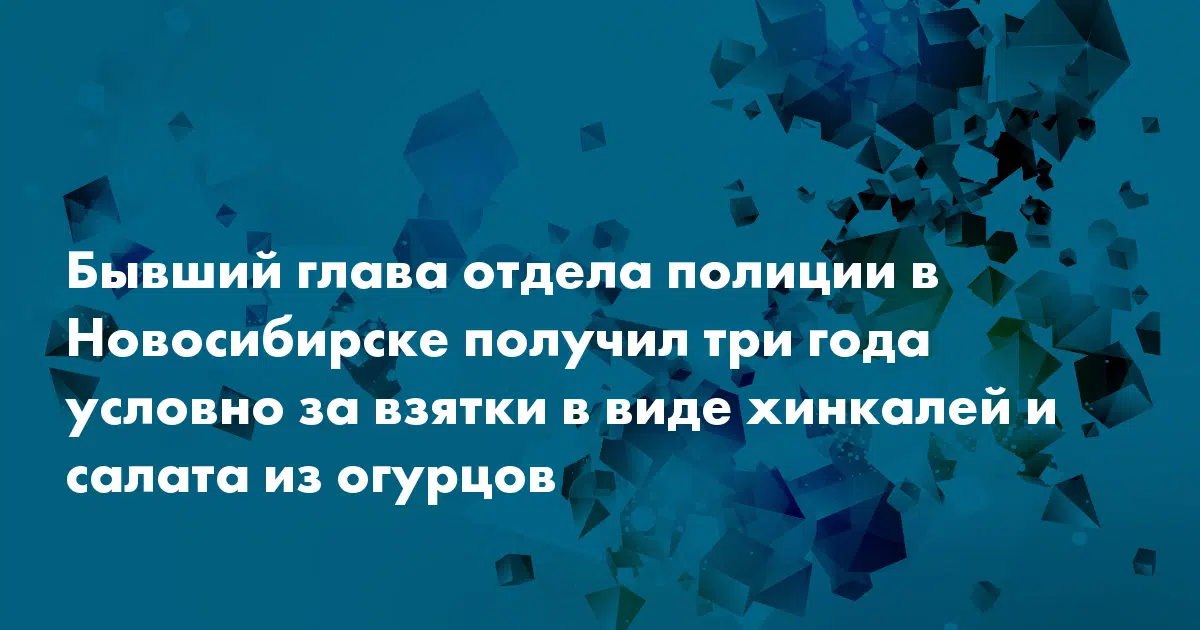 Бывший глава отдела полиции в
Новосибирске получил три года
условно за взятки в виде хинкалей и
салата из огурцов